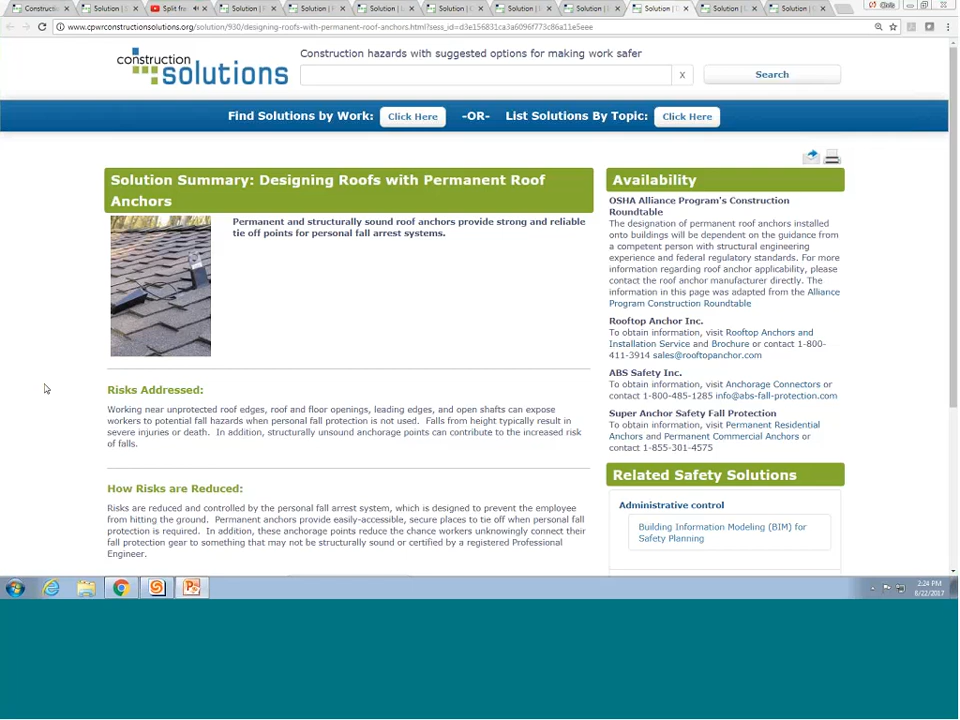 Constructi
Solution |
Split fra
Solution |
Solution |
Solution |
Solution |
Solution |
Solution |
Solution |
Solution |
Solution |
Chris
www.cpwrconstructionsolutions.org/solution/930/designing-roofs-with-permanent-roof-anchors.html?sess_id=d3e156831ca3a6096f773c86a11e5eee
construction
solutions
Construction hazards with suggested options for making work safer
X
Search
Find Solutions by Work: Click Here -OR- List Solutions By Topic: Click Here
Solution Summary: Designing Roofs with Permanent Roof
Anchors
Permanent and structurally sound roof anchors provide strong and reliable
tie off points for personal fall arrest systems.
Risks Addressed:
Working near unprotected roof edges, roof and floor openings, leading edges, and open shafts can expose
workers to potential fall hazards when personal fall protection is not used. Falls from height typically result in
severe injuries or death. In addition, structurally unsound anchorage points can contribute to the increased risk
of falls.
How Risks are Reduced:
Risks are reduced and controlled by the personal fall arrest system, which is designed to prevent the employee
from hitting the ground. Permanent anchors provide easily-accessible, secure places to tie off when personal fall
protection is required. In addition, these anchorage points reduce the chance workers unknowingly connect their
fall protection gear to something that may not be structurally sound or certified by a registered Professional
Engineer.
Availability
OSHA Alliance Program's Construction
Roundtable
The designation of permanent roof anchors installed
onto buildings will be dependent on the guidance from
a competent person with structural engineering
experience and federal regulatory standards. For more
information regarding roof anchor applicability, please
contact the roof anchor manufacturer directly. The
information in this page was adapted from the Alliance
Program Construction Roundtable
Rooftop Anchor Inc.
To obtain information, visit Rooftop Anchors and
Installation Service and Brochure or contact 1-800-
411-3914 sales@rooftopanchor.com
ABS Safety Inc.
To obtain information, visit Anchorage Connectors or
contact 1-800-485-1285 info@abs-fall-protection.com
Super Anchor Safety Fall Protection
To obtain information, visit Permanent Residential
Anchors and Permanent Commercial Anchors or
contact 1-855-301-4575
Related Safety Solutions
Administrative control
Building Information Modeling (BIM) for
Safety Planning
2:24 PM
6/22/2017